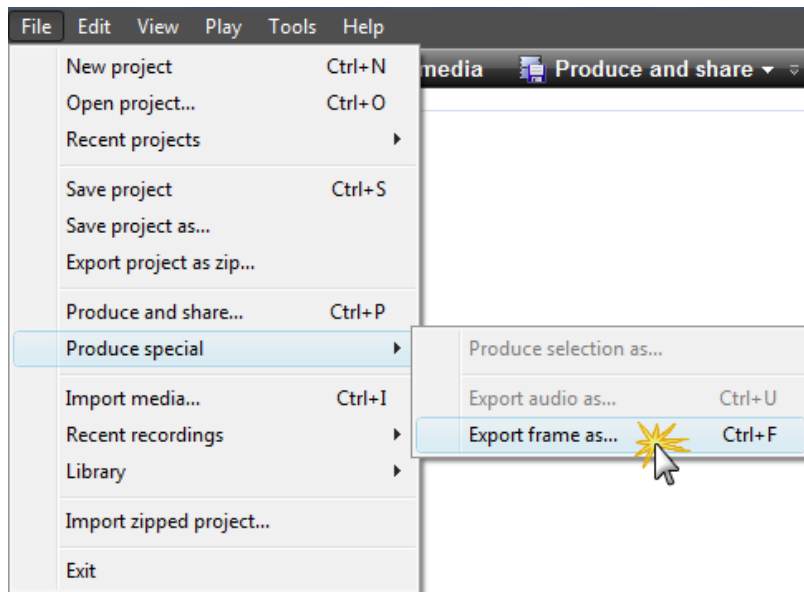 File Edit View Play Tools Help
media Produce and share
New project Ctrl+N
Open project... Ctrl+O
Recent projects
Save project Ctrl+S
Save project as...
Export project as zip...
Produce and share... Ctrl+P
Produce special
Produce selection as...
Import media... Ctrl+I
Export audio as... Ctrl+U
Recent recordings
Export frame as... Ctrl+F
Library
Import zipped project...
Exit